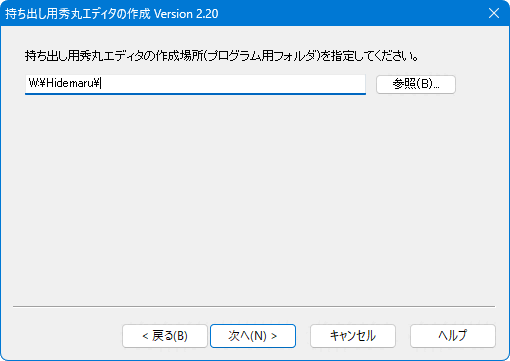 持ち出し用秀丸エディタの作成 Version 2.20
持ち出し用秀丸エディタの作成場所(プログラム用フォルダ)を指定してください。
W:¥Hidemaru¥
参照(B)...
< 戻る(B)
次へ(N) >
キャンセル
ヘルプ